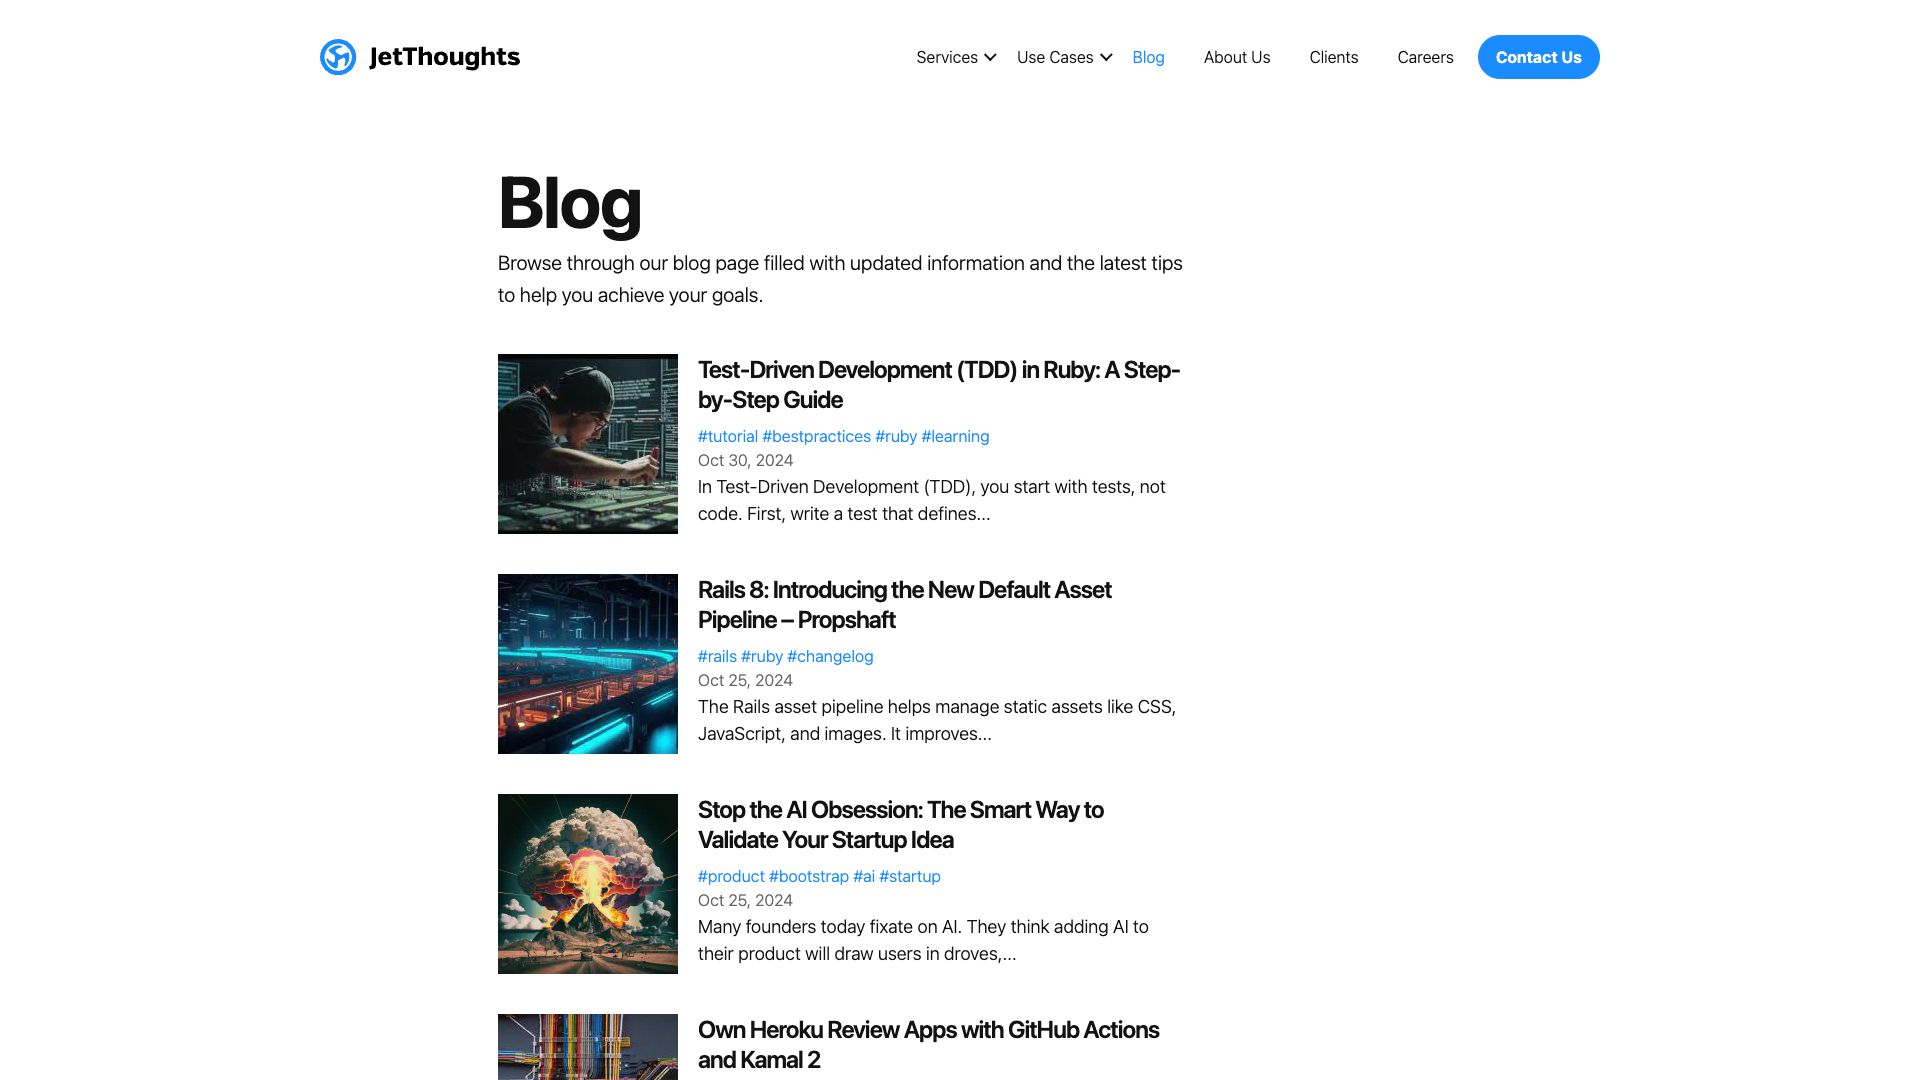 JetThoughts
Services Use Cases Blog About Us Clients Careers Contact Us
Blog
Browse through our blog page filled with updated information and the latest tips
to help you achieve your goals.
Test-Driven Development (TDD) in Ruby: A Step-
by-Step Guide
#tutorial #bestpractices #ruby #learning
Oct 30, 2024
In Test-Driven Development (TDD), you start with tests, not
code. First, write a test that defines...
Rails 8: Introducing the New Default Asset
Pipeline – Propshaft
#rails #ruby #changelog
Oct 25, 2024
The Rails asset pipeline helps manage static assets like CSS,
JavaScript, and images. It improves...
Stop the AI Obsession: The Smart Way to
Validate Your Startup Idea
#product #bootstrap #ai #startup
Oct 25, 2024
Many founders today fixate on AI. They think adding AI to
their product will draw users in droves,...
Own Heroku Review Apps with GitHub Actions
and Kamal 2